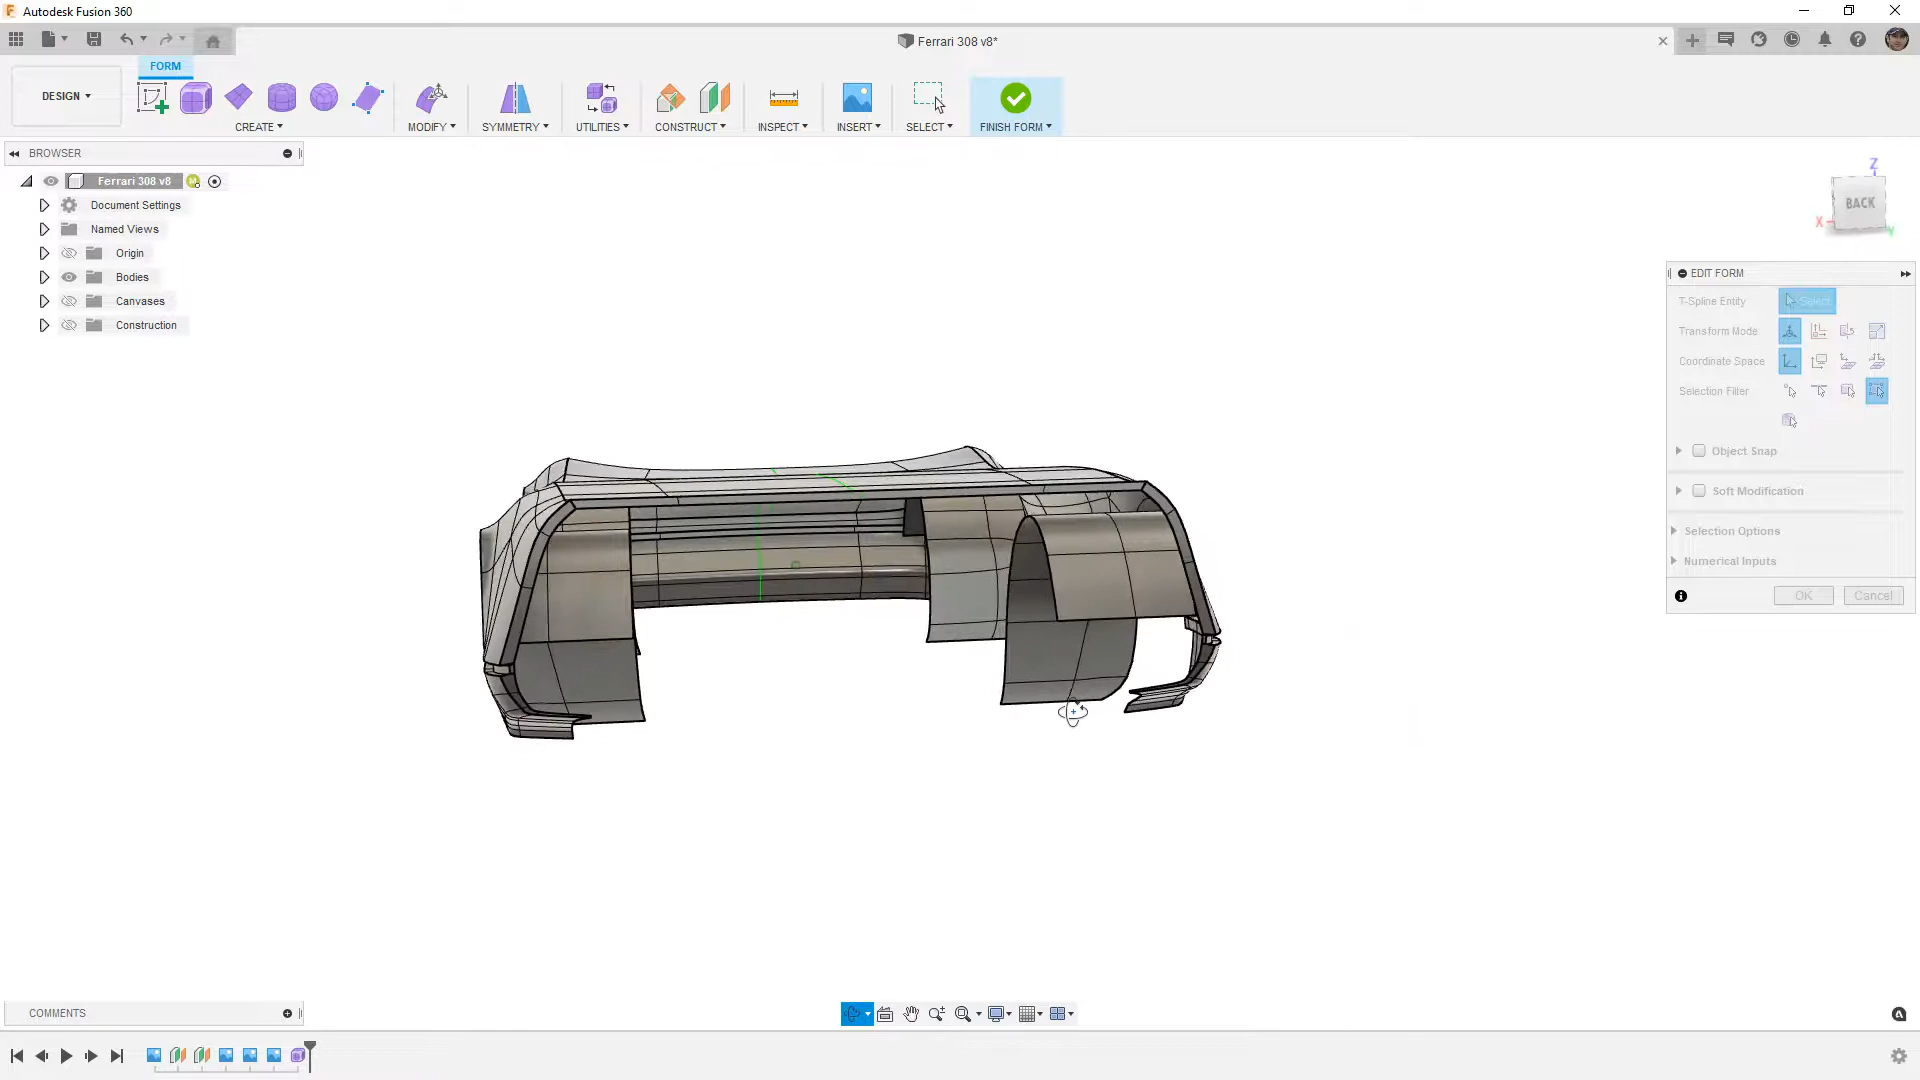 Autodesk Fusion 360
Ferrari 308 v8*
FORM
DESIGN
CREATE
MODIFY
SYMMETRY
UTILITIES
CONSTRUCT
INSPECT
INSERT
SELECT
FINISH FORM
BROWSER
Ferrari 308 v8
Document Settings
Named Views
Origin
Bodies
Canvases
Construction
Z
BACK
X
Y
EDIT FORM
T-Spline Entity
Select
Transform Mode
Coordinate Space
Selection Filter
Object Snap
Soft Modification
Selection Options
Numerical Inputs
OK
Cancel
COMMENTS